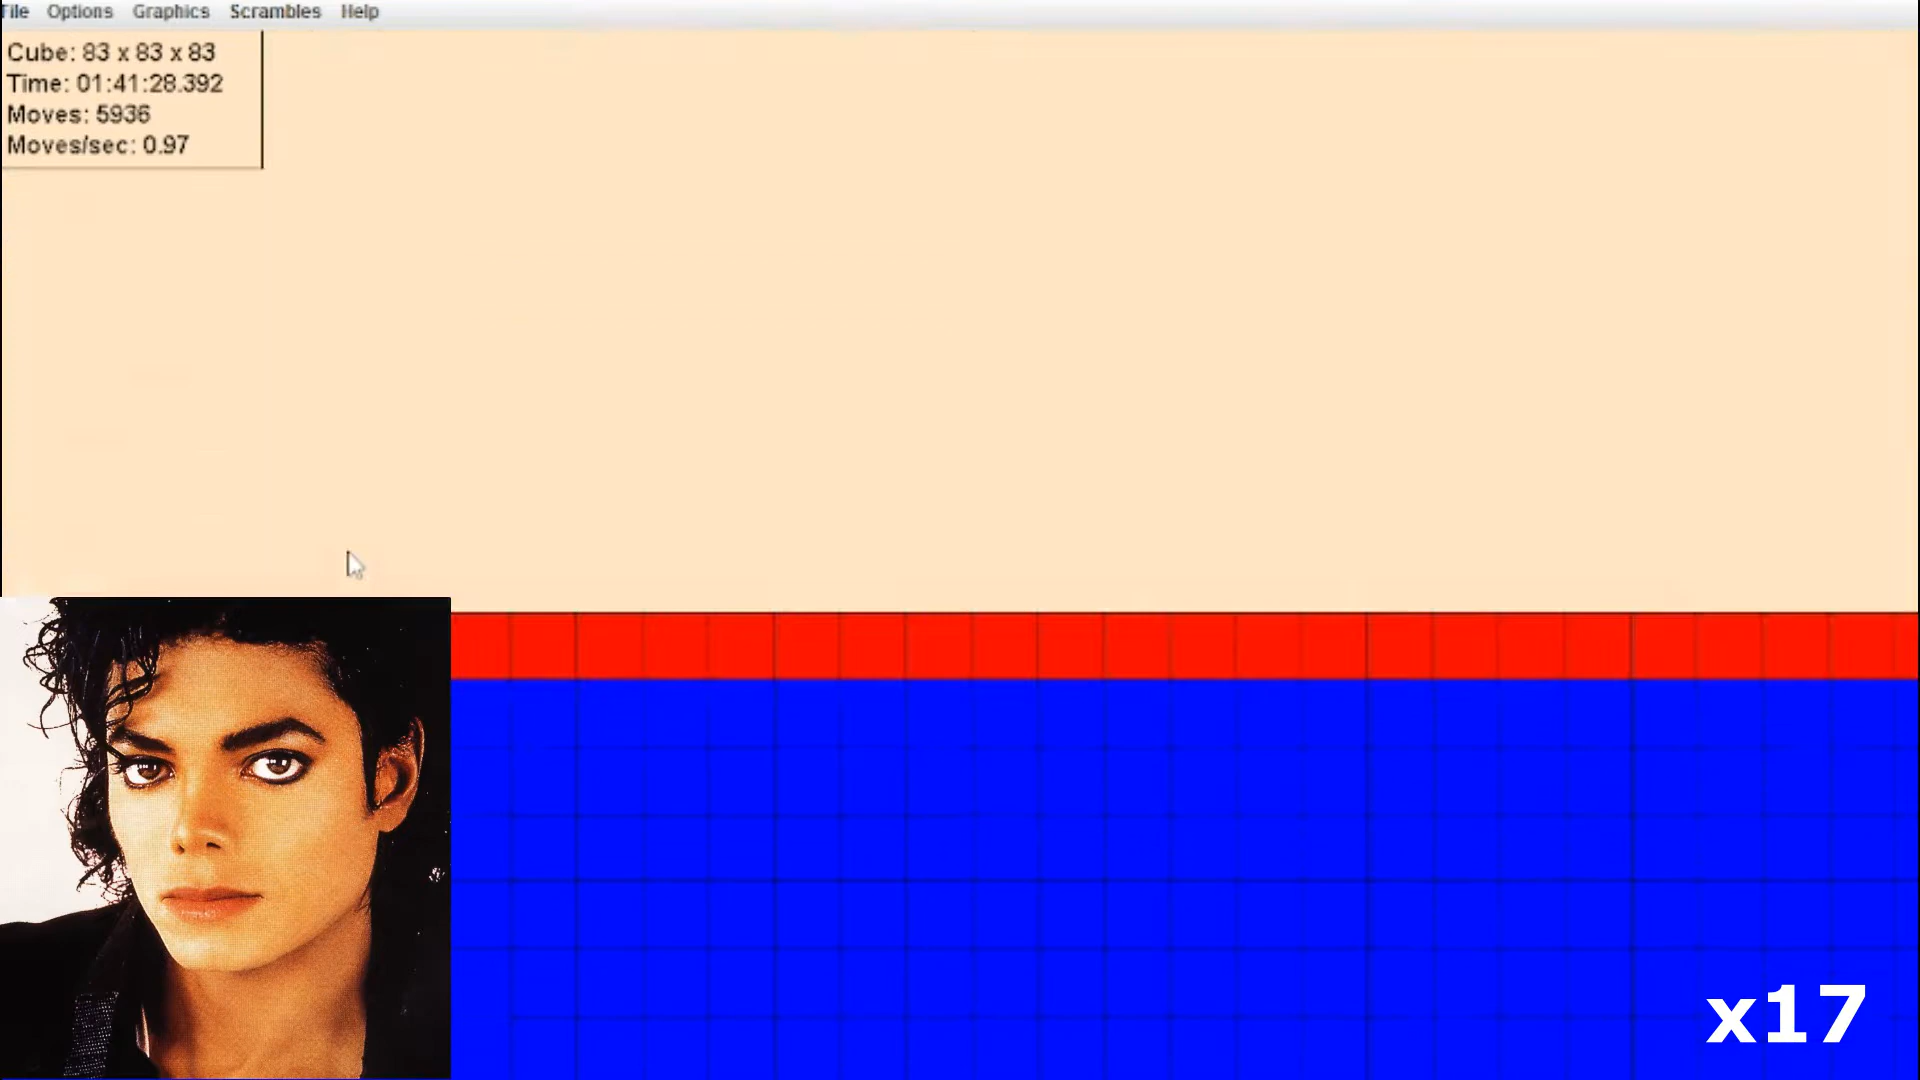 File Options Graphics Scrambles Help
Cube: 83 x 83 x 83
Time: 01:41:28.392
Moves: 5936
Moves/sec: 0.97
x17